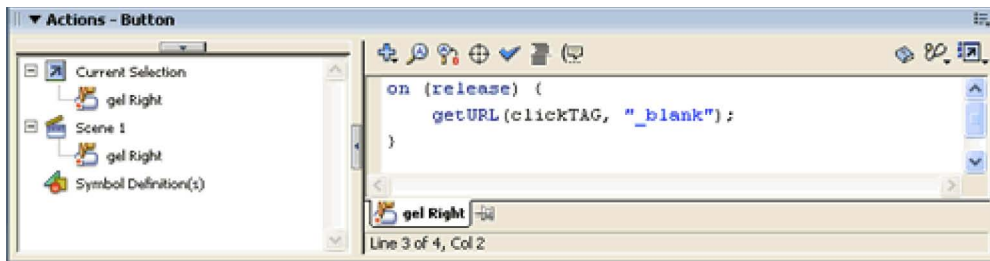 Actions - Button
Current Selection
gel Right
Scene 1
gel Right
Symbol Definition(s)
on (release) {
getURL(clickTAG, "_blank");
}
gel Right
Line 3 of 4, Col 2